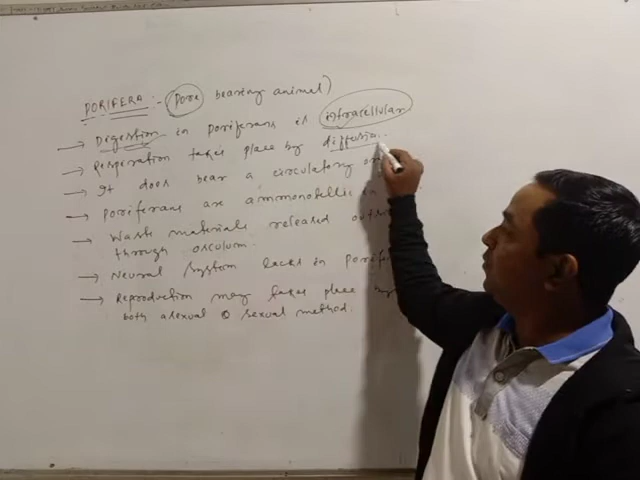 PORIFERA :- (pore bearing animal)
→ Digestion in poriferans is intracellular
→ Respiration takes place by diffusion.
→ It does bear a circulatory
→ poriferans are ammonotellic in
→ Waste materials released
through osculum.
→ Neural system lacks in
→ Reproduction may takes place
both asexual & sexual method.